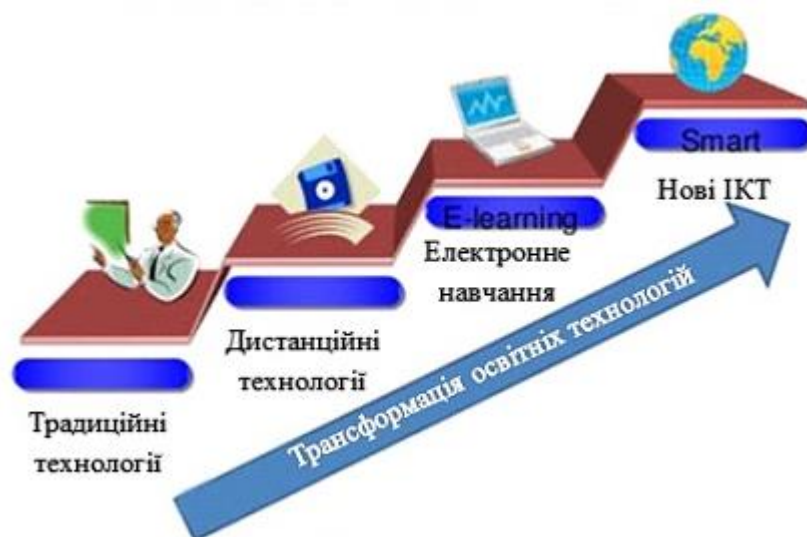 Smart
Нові ІКТ
E-learning
Електронне
навчання
Дистанційні
технології
Традиційні
технології
Трансформація освітніх технологій